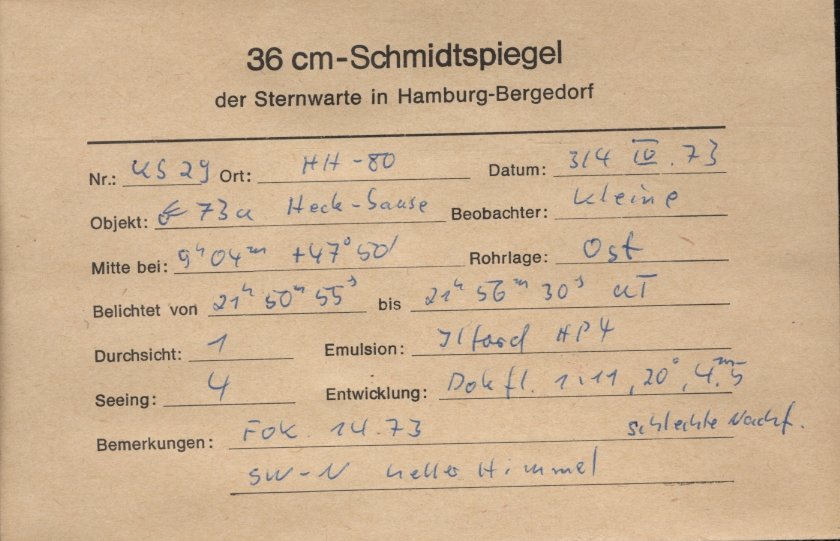 36 cm-Schmidtspiegel
der Sternwarte in Hamburg-Bergedorf
Nr.: KS 29 Ort: HH-80 Datum: 3/4 IV. 73
Objekt: 73a Heck-Sause Beobachter: Kleine
Mitte bei: 9h 04m +47° 50' Rohrlage: Ost
Belichtet von 21h 50m 55s bis 21h 56m 30s UT
Durchsicht: 1 Emulsion: Ilford HP4
Seeing: 4 Entwicklung: Dokfl. 1:11, 20°, 4.m5
Bemerkungen: Fok. 14.73 schlechte Nachf.
SW-N heller Himmel